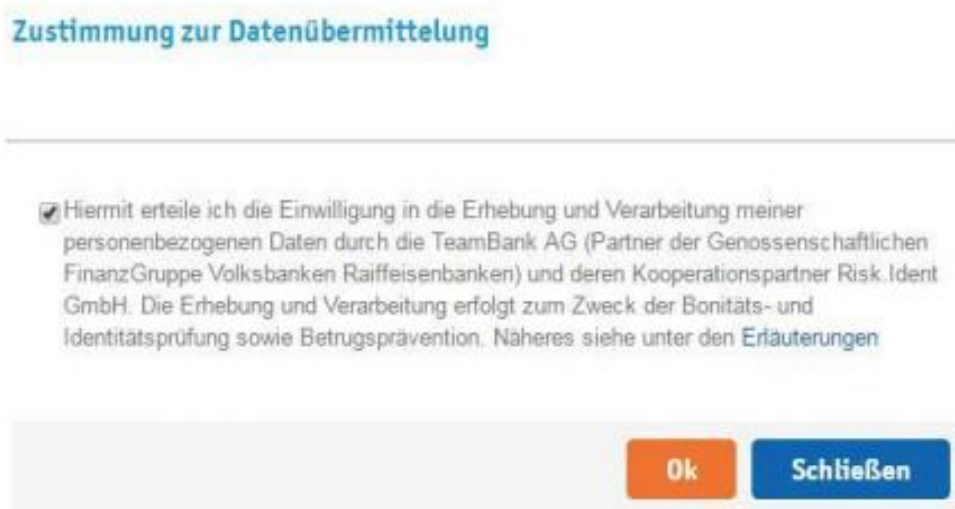 Zustimmung zur Datenübermittelung
Hiermit erteile ich die Einwilligung in die Erhebung und Verarbeitung meiner
personenbezogenen Daten durch die TeamBank AG (Partner der Genossenschaftlichen
FinanzGruppe Volksbanken Raiffeisenbanken) und deren Kooperationspartner Risk.Ident
GmbH. Die Erhebung und Verarbeitung erfolgt zum Zweck der Bonitäts- und
Identitätsprüfung sowie Betrugsprävention. Näheres siehe unter den Erläuterungen
Ok
Schließen